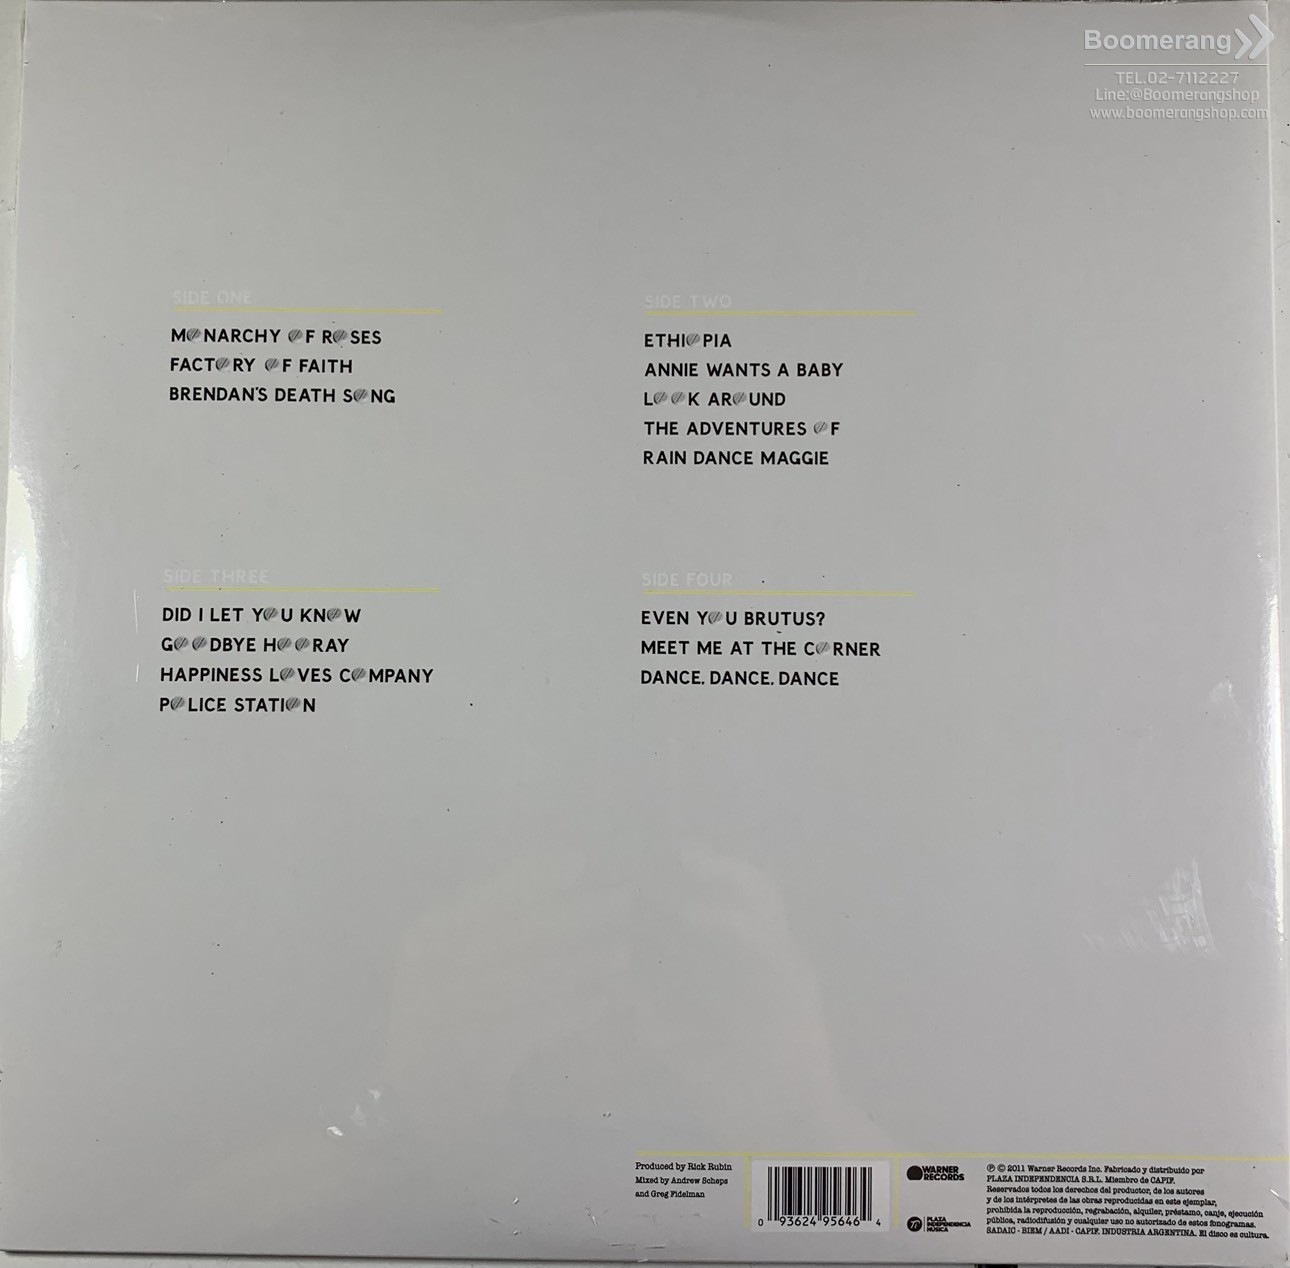 Boomerang
TEL.02-7112227
Line:@Boomerangshop
www.boomerangshop.com
SIDE ONE
MONARCHY OF ROSES
FACTORY OF FAITH
BRENDAN'S DEATH SONG
SIDE TWO
ETHIOPIA
ANNIE WANTS A BABY
LOOK AROUND
THE ADVENTURES OF
RAIN DANCE MAGGIE
SIDE THREE
DID I LET YOU KNOW
GOODBYE HOORAY
HAPPINESS LOVES COMPANY
POLICE STATION
SIDE FOUR
EVEN YOU BRUTUS?
MEET ME AT THE CORNER
DANCE, DANCE, DANCE
Produced by Rick Rubin
Mixed by Andrew Scheps
and Greg Fidelman
0 93624 95646 4
WARNER
RECORDS
PLAZA
INDEPENDENCIA
MÚSICA
℗ © 2011 Warner Records Inc. Fabricado y distribuido por
PLAZA INDEPENDENCIA S.R.L. Miembro de CAPIF.
Reservados todos los derechos del productor, de los autores
y de los intérpretes de las obras reproducidas en este ejemplar,
prohibida la reproducción, regrabación, alquiler, préstamo, canje, ejecución
pública, radiodifusión y cualquier uso no autorizado de estos fonogramas.
SADAIC - BIEM / AADI - CAPIF. INDUSTRIA ARGENTINA. El disco es cultura.